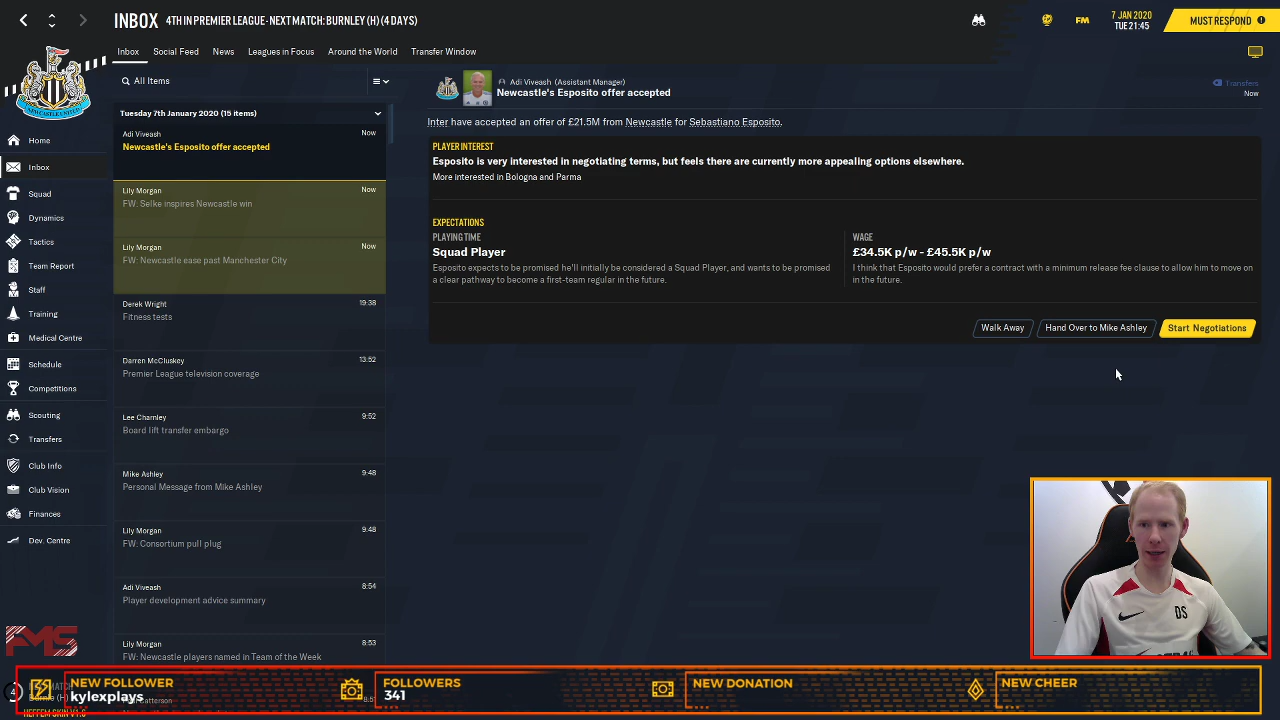 INBOX
4TH IN PREMIER LEAGUE - NEXT MATCH: BURNLEY (H) (4 DAYS)
FM
7 JAN 2020
TUE 21:45
MUST RESPOND
Inbox
Social Feed
News
Leagues in Focus
Around the World
Transfer Window
NEWCASTLE UNITED
All Items
Tuesday 7th January 2020 (15 items)
Home
Inbox
Squad
Dynamics
Tactics
Team Report
Staff
Training
Medical Centre
Schedule
Competitions
Scouting
Transfers
Club Info
Club Vision
Finances
Dev. Centre
Adi Viveash
Now
Newcastle's Esposito offer accepted
Lily Morgan
Now
FW: Selke inspires Newcastle win
Lily Morgan
Now
FW: Newcastle ease past Manchester City
Derek Wright
19:38
Fitness tests
Darren McCluskey
13:52
Premier League television coverage
Lee Charnley
9:52
Board lift transfer embargo
Mike Ashley
9:48
Personal Message from Mike Ashley
Lily Morgan
9:48
FW: Consortium pull plug
Adi Viveash
8:54
Player development advice summary
Lily Morgan
8:53
FW: Newcastle players named in Team of the Week
Adi Viveash (Assistant Manager)
Newcastle's Esposito offer accepted
Transfers
Now
Inter have accepted an offer of £21.5M from Newcastle for Sebastiano Esposito.
PLAYER INTEREST
Esposito is very interested in negotiating terms, but feels there are currently more appealing options elsewhere.
More interested in Bologna and Parma
EXPECTATIONS
PLAYING TIME
Squad Player
Esposito expects to be promised he'll initially be considered a Squad Player, and wants to be promised
a clear pathway to become a first-team regular in the future.
WAGE
£34.5K p/w - £45.5K p/w
I think that Esposito would prefer a contract with a minimum release fee clause to allow him to move on
in the future.
Walk Away
Hand Over to Mike Ashley
Start Negotiations
DS
FMS
NEW FOLLOWER
kylexplays
FOLLOWERS
341
NEW DONATION
NEW CHEER